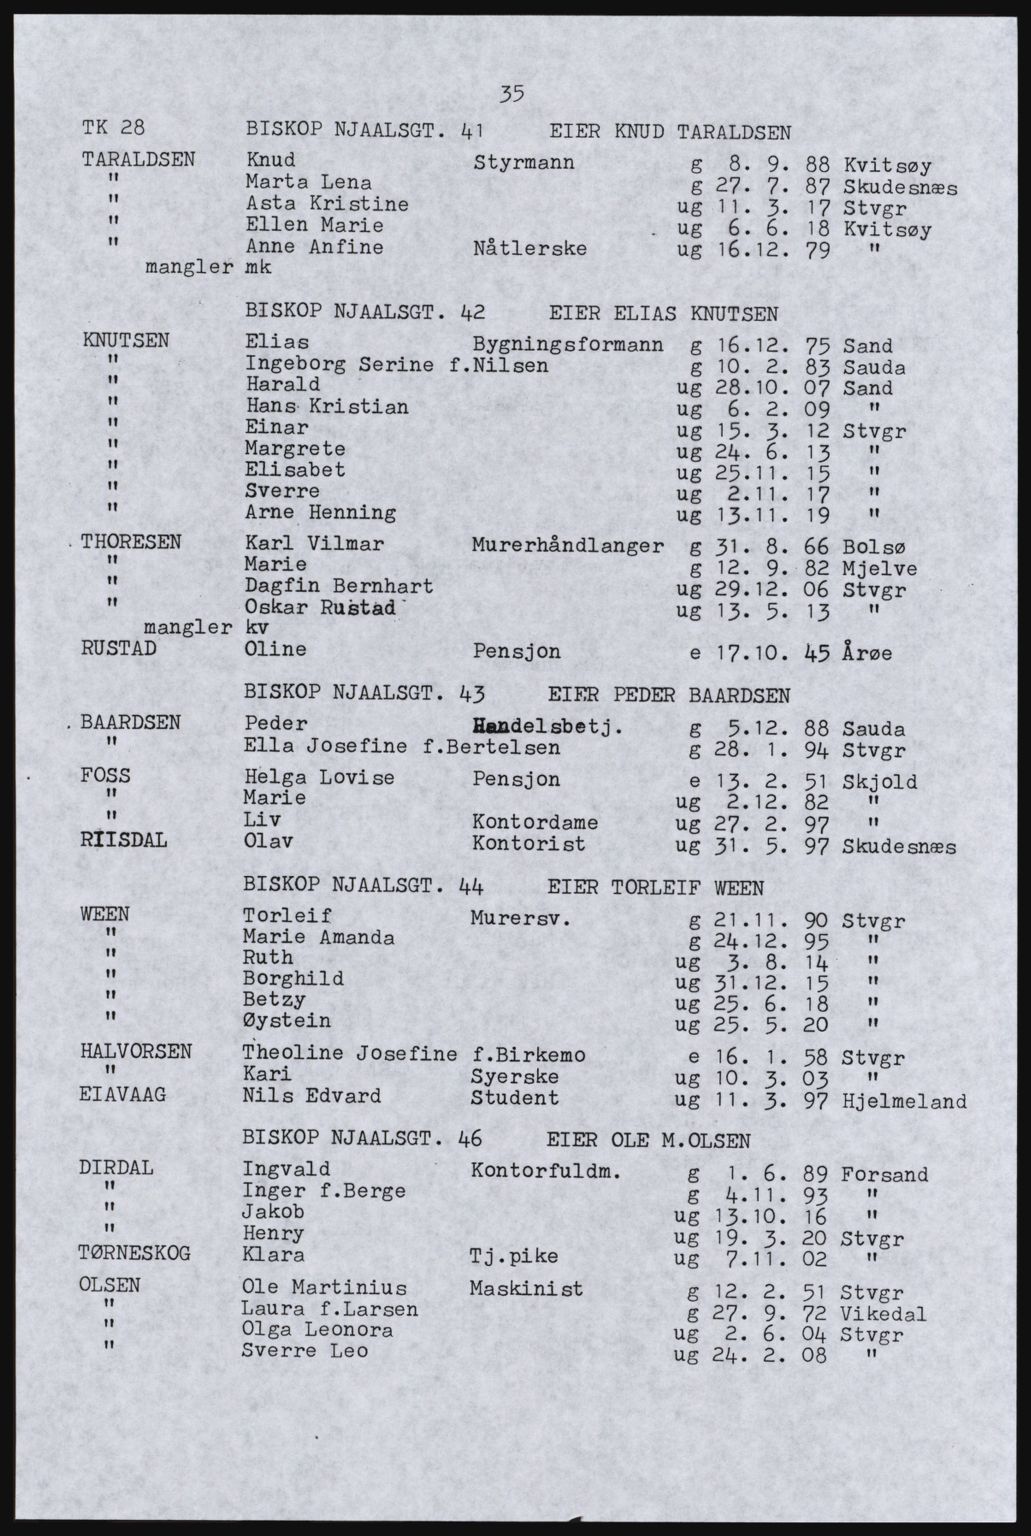 35
TK 28 BISKOP NJAALSGT. 41 EIER KNUD TARALDSEN
TARALDSEN Knud Styrmann g 8. 9. 88 Kvitsøy
" Marta Lena g 27. 7. 87 Skudesnæs
" Asta Kristine ug 11. 3. 17 Stvgr
" Ellen Marie ug 6. 6. 18 Kvitsøy
" Anne Anfine Nåtlerske ug 16.12. 79 "
mangler mk
BISKOP NJAALSGT. 42 EIER ELIAS KNUTSEN
KNUTSEN Elias Bygningsformann g 16.12. 75 Sand
" Ingeborg Serine f.Nilsen g 10. 2. 83 Sauda
" Harald ug 28.10. 07 Sand
" Hans Kristian ug 6. 2. 09 "
" Einar ug 15. 3. 12 Stvgr
" Margrete ug 24. 6. 13 "
" Elisabet ug 25.11. 15 "
" Sverre ug 2.11. 17 "
" Arne Henning ug 13.11. 19 "
THORESEN Karl Vilmar Murerhåndlanger g 31. 8. 66 Bolsø
" Marie g 12. 9. 82 Mjelve
" Dagfin Bernhart ug 29.12. 06 Stvgr
" Oskar Rustad ug 13. 5. 13 "
mangler kv
RUSTAD Oline Pensjon e 17.10. 45 Årøe
BISKOP NJAALSGT. 43 EIER PEDER BAARDSEN
BAARDSEN Peder Handelsbetj. g 5.12. 88 Sauda
" Ella Josefine f.Bertelsen g 28. 1. 94 Stvgr
FOSS Helga Lovise Pensjon e 13. 2. 51 Skjold
" Marie ug 2.12. 82 "
" Liv Kontordame ug 27. 2. 97 "
RIISDAL Olav Kontorist ug 31. 5. 97 Skudesnæs
BISKOP NJAALSGT. 44 EIER TORLEIF WEEN
WEEN Torleif Murersv. g 21.11. 90 Stvgr
" Marie Amanda g 24.12. 95 "
" Ruth ug 3. 8. 14 "
" Borghild ug 31.12. 15 "
" Betzy ug 25. 6. 18 "
" Øystein ug 25. 5. 20 "
HALVORSEN Theoline Josefine f.Birkemo e 16. 1. 58 Stvgr
" Kari Syerske ug 10. 3. 03 "
EIAVAAG Nils Edvard Student ug 11. 3. 97 Hjelmeland
BISKOP NJAALSGT. 46 EIER OLE M.OLSEN
DIRDAL Ingvald Kontorfuldm. g 1. 6. 89 Forsand
" Inger f.Berge g 4.11. 93 "
" Jakob ug 13.10. 16 "
" Henry ug 19. 3. 20 Stvgr
TØRNESKOG Klara Tj.pike ug 7.11. 02 "
OLSEN Ole Martinius Maskinist g 12. 2. 51 Stvgr
" Laura f.Larsen g 27. 9. 72 Vikedal
" Olga Leonora ug 2. 6. 04 Stvgr
" Sverre Leo ug 24. 2. 08 "